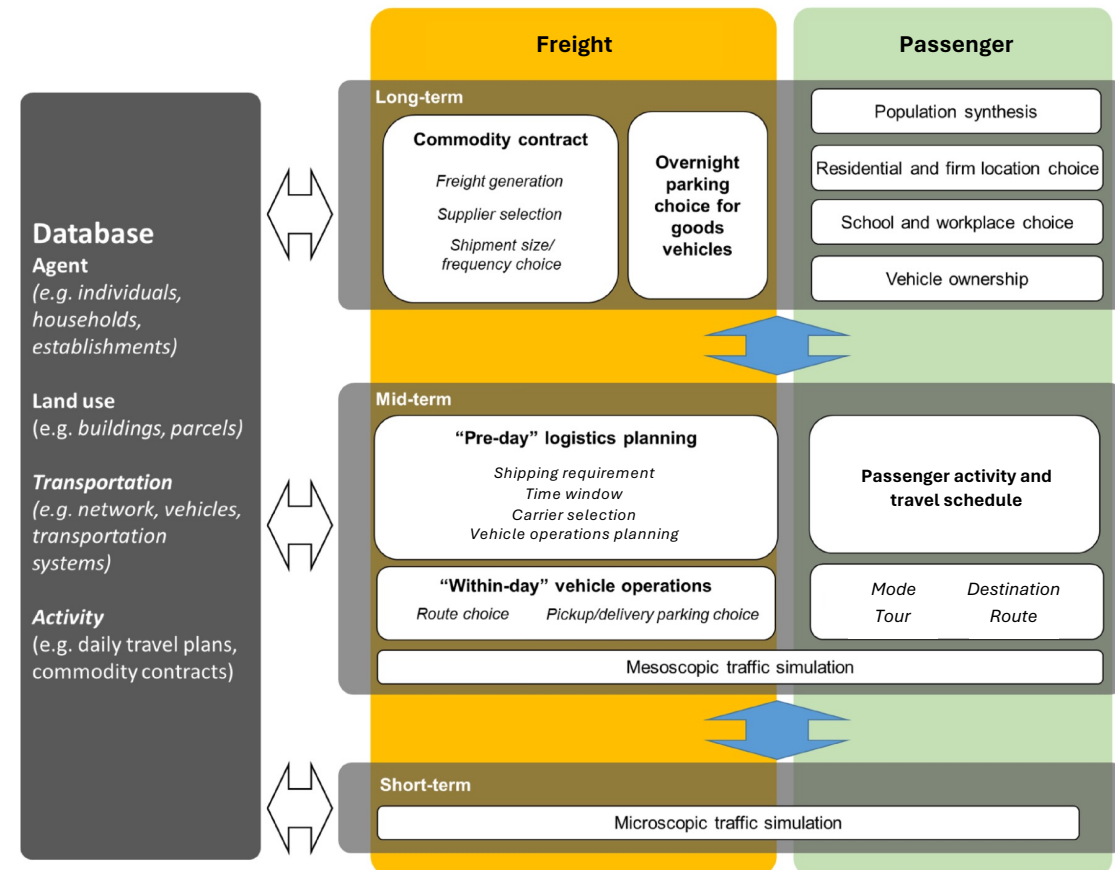 Freight
Passenger
Database
Agent
(e.g. individuals,
households,
establishments)
Land use
(e.g. buildings, parcels)
Transportation
(e.g. network, vehicles,
transportation
systems)
Activity
(e.g. daily travel plans,
commodity contracts)
Long-term
Commodity contract
Freight generation
Supplier selection
Shipment size/
frequency choice
Overnight
parking
choice for
goods
vehicles
Population synthesis
Residential and firm location choice
School and workplace choice
Vehicle ownership
Mid-term
“Pre-day” logistics planning
Shipping requirement
Time window
Carrier selection
Vehicle operations planning
Passenger activity and
travel schedule
“Within-day” vehicle operations
Route choice Pickup/delivery parking choice
Mode Destination
Tour Route
Mesoscopic traffic simulation
Short-term
Microscopic traffic simulation